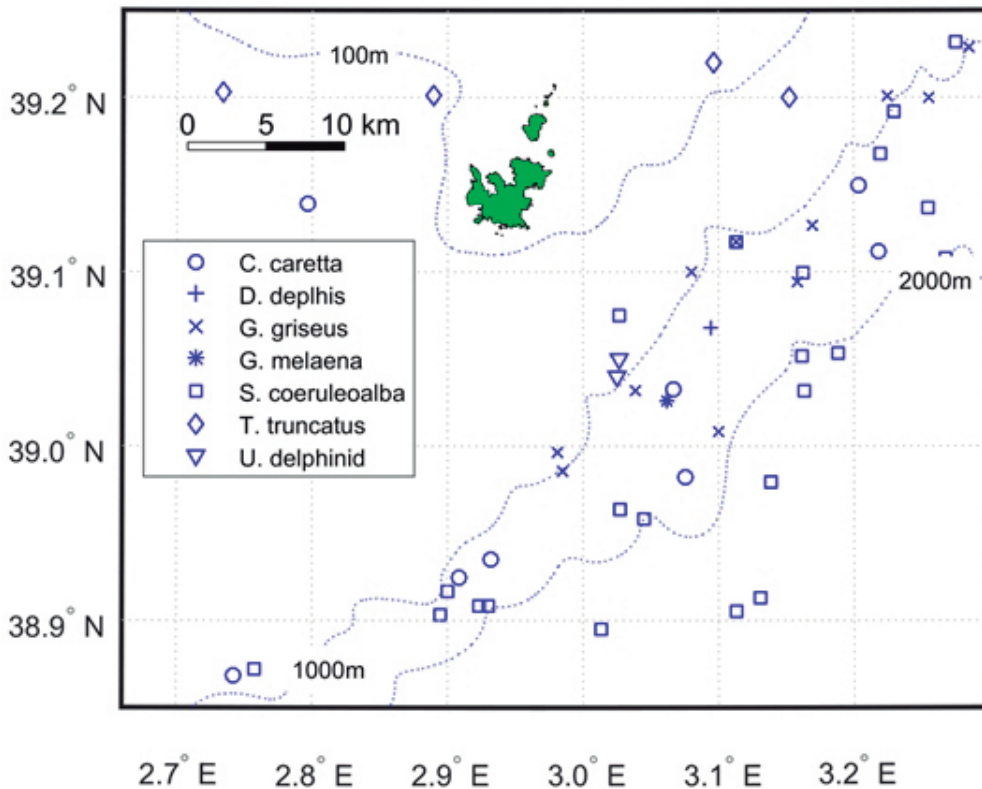 100m
39.2° N
0 5 10 km
39.1° N
C. caretta
D. deplhis
2000m
G. griseus
G. melaena
S. coeruleoalba
T. truncatus
39.0° N
U. delphinid
38.9° N
1000m
2.7° E 2.8° E 2.9° E 3.0° E 3.1° E 3.2° E